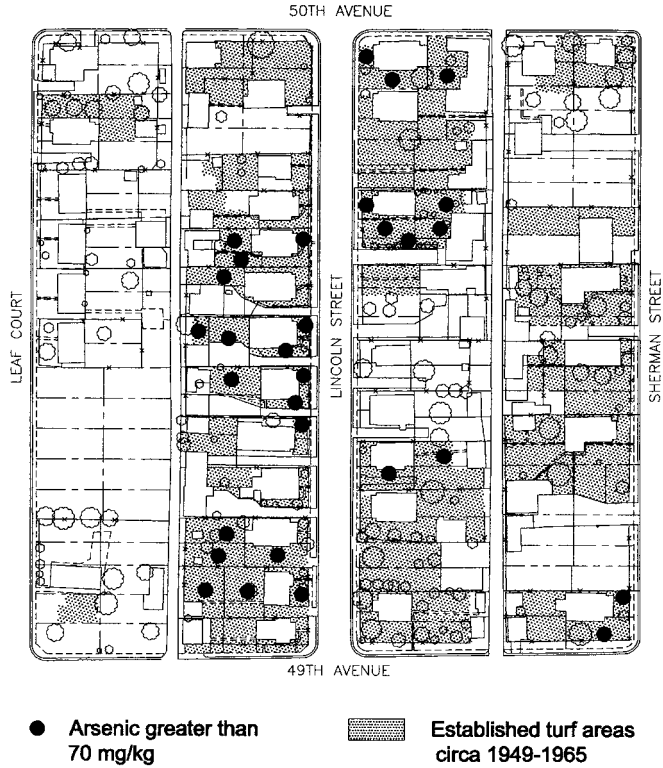 50TH AVENUE
LEAF COURT
LINCOLN STREET
SHERMAN STREET
49TH AVENUE
Arsenic greater than
70 mg/kg
Established turf areas
circa 1949-1965